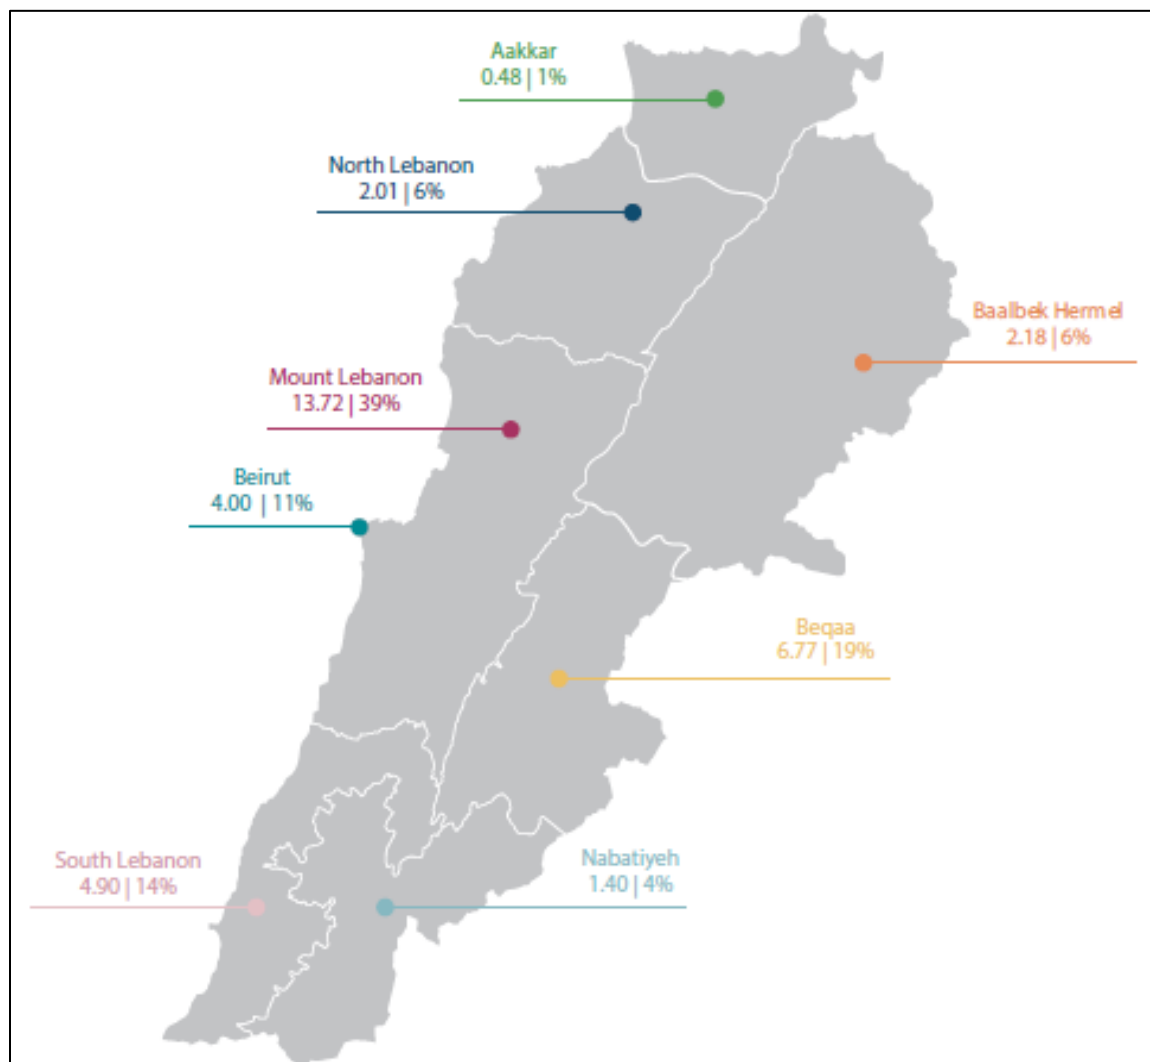 Aakkar
0.48 | 1%
North Lebanon
2.01 | 6%
Baalbek Hermel
2.18 | 6%
Mount Lebanon
13.72 | 39%
Beirut
4.00 | 11%
Beqaa
6.77 | 19%
South Lebanon
4.90 | 14%
Nabatiyeh
1.40 | 4%